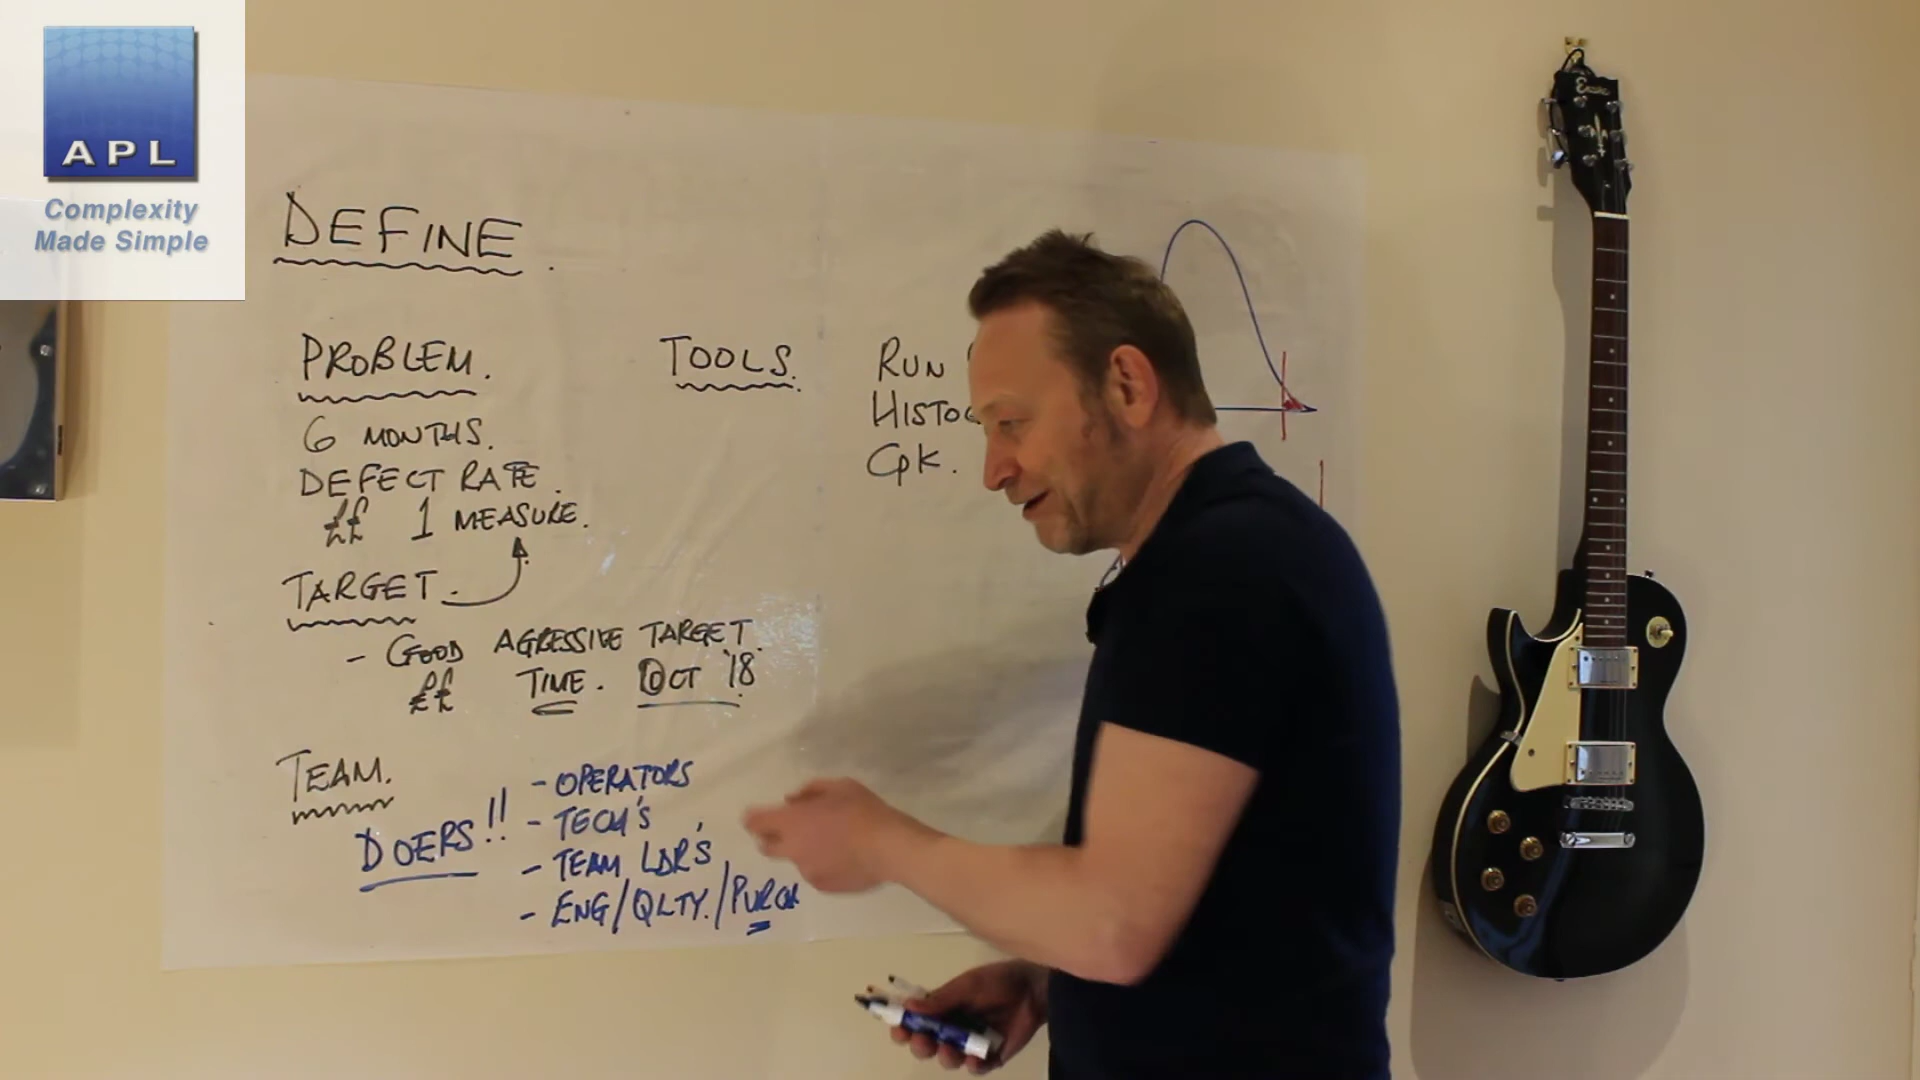 APL
Complexity
Made Simple
DEFINE.
PROBLEM.
6 MONTHS.
DEFECT RATE.
££ 1 MEASURE.
TARGET.
- GOOD AGRESSIVE TARGET.
££ TIME. OCT '18
TEAM.
DOERS!!
- OPERATORS
- TECH'S
- TEAM LDR'S
- ENG/QLTY./PURCH
TOOLS.
RUN
HISTOG
CpK.